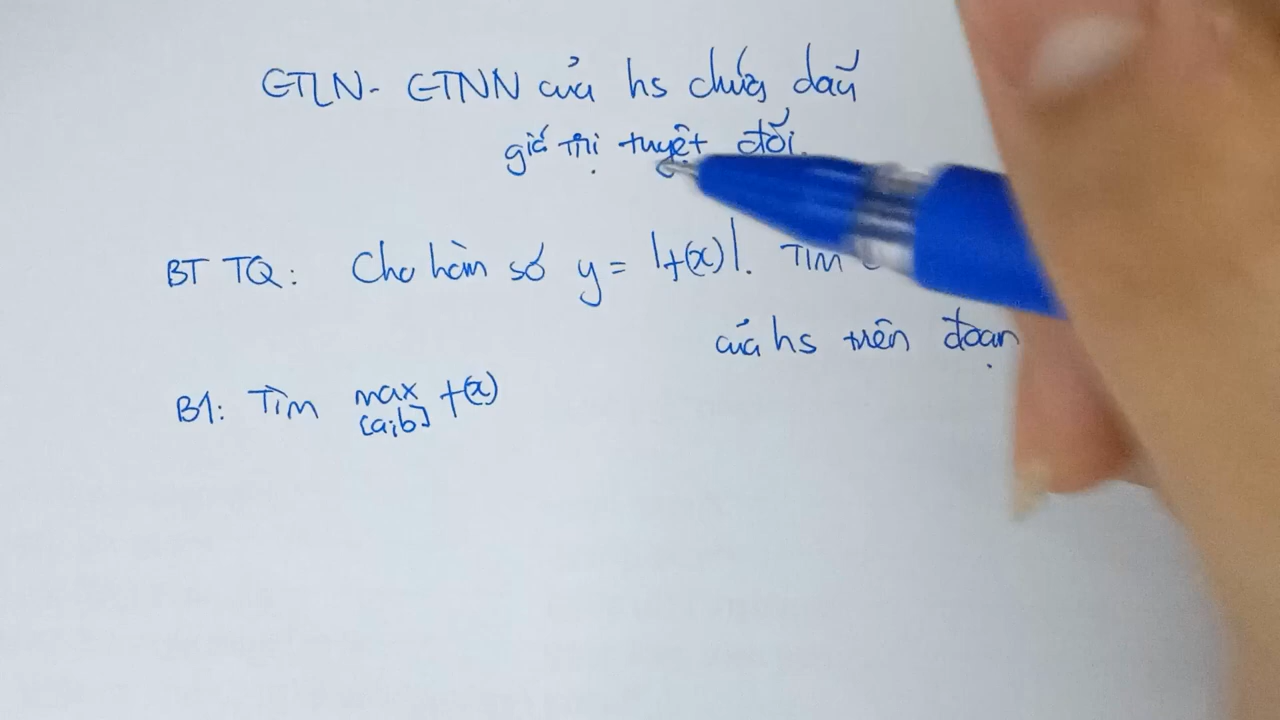 GTLN - GTNN của hs chứa dấu
giá trị tuyệt đối.
BT TQ: Cho hàm số y = |f(x)|. Tìm
của hs trên đoạn
B1: Tìm max f(x)
[a;b]